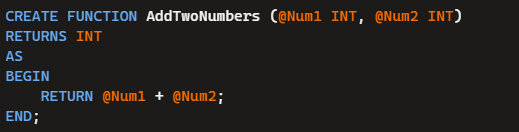 CREATE FUNCTION AddTwoNumbers (@Num1 INT, @Num2 INT)
RETURNS INT
AS
BEGIN
    RETURN @Num1 + @Num2;
END;